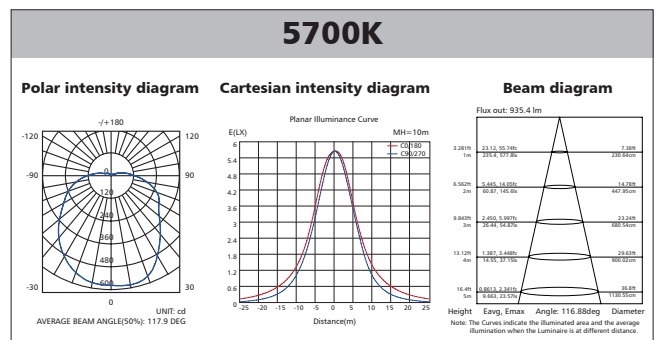 5700K
Polar intensity diagram
Cartesian intensity diagram
Beam diagram
-/+180
-120
120
-90
90
0
120
240
360
480
600
-30
30
0
UNIT: cd
AVERAGE BEAM ANGLE(50%): 117.9 DEG
Planar Illuminance Curve
E(LX)
MH=10m
C0/180
C90/270
6
5.4
4.8
4.2
3.6
3
2.4
1.8
1.2
0.6
0
-25 -20 -15 -10 -5 0 5 10 15 20 25
Distance(m)
Flux out: 935.4 lm
3.281ft 23.12, 55.74fc 7.38ft
1m 235.4, 577.8lx 230.64cm
6.562ft 5.445, 14.05fc 14.78ft
2m 60.87, 145.6lx 447.95cm
9.843ft 2.450, 5.997fc 23.24ft
3m 26.44, 54.87lx 680.54cm
13.12ft 1.387, 3.448fc 29.63ft
4m 14.55, 37.15lx 900.02cm
16.4ft 0.8613, 2.341fc 36.8ft
5m 9.663, 23.57lx 1130.55cm
Height Eavg, Emax Angle: 116.88deg Diameter
Note: The Curves indicate the illuminated area and the average
illumination when the Luminaire is at different distance.